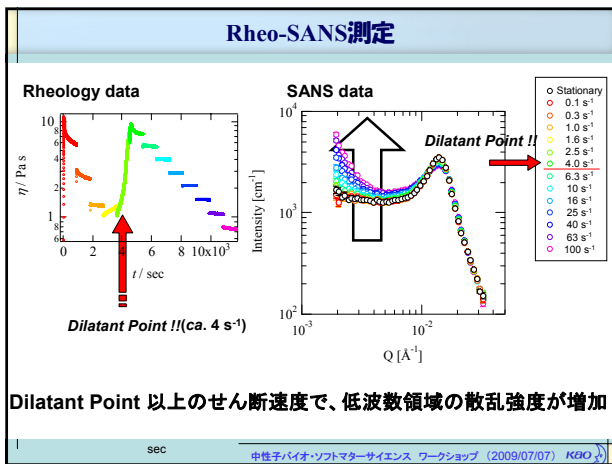 Rheo-SANS測定
Rheology data
SANS data
η / Pa s
10
8
6
4
2
1
8
0
2
4
6
8
10x10³
t / sec
Dilatant Point !!(ca. 4 s⁻¹)
Intensity [cm⁻¹]
10⁴
10³
10²
10⁻³
10⁻²
Q [Å⁻¹]
Dilatant Point !!
Stationary
0.1 s⁻¹
0.3 s⁻¹
1.0 s⁻¹
1.6 s⁻¹
2.5 s⁻¹
4.0 s⁻¹
6.3 s⁻¹
10 s⁻¹
16 s⁻¹
25 s⁻¹
40 s⁻¹
63 s⁻¹
100 s⁻¹
Dilatant Point 以上のせん断速度で、低波数領域の散乱強度が増加
sec
中性子バイオ・ソフトマターサイエンス ワークショップ (2009/07/07) Kao